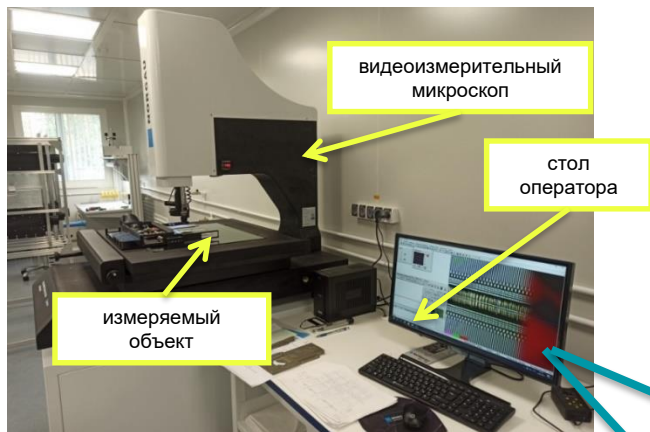 видеоизмерительный
микроскоп
стол
оператора
измеряемый
объект